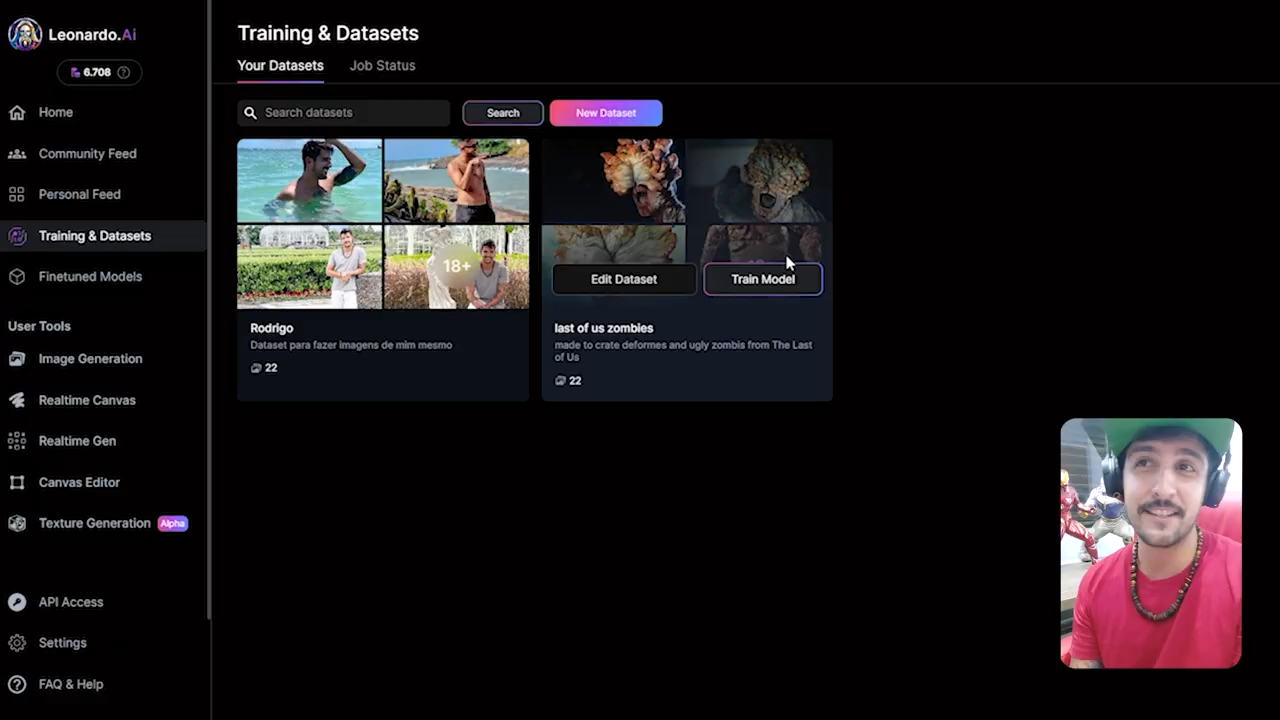 Leonardo.Ai
6.708
Home
Community Feed
Personal Feed
Training & Datasets
Finetuned Models
User Tools
Image Generation
Realtime Canvas
Realtime Gen
Canvas Editor
Texture Generation Alpha
API Access
Settings
FAQ & Help
Training & Datasets
Your Datasets Job Status
Search datasets Search New Dataset
18+
Rodrigo
Dataset para fazer imagens de mim mesmo
22
Edit Dataset Train Model
last of us zombies
made to crate deformes and ugly zombis from The Last
of Us
22